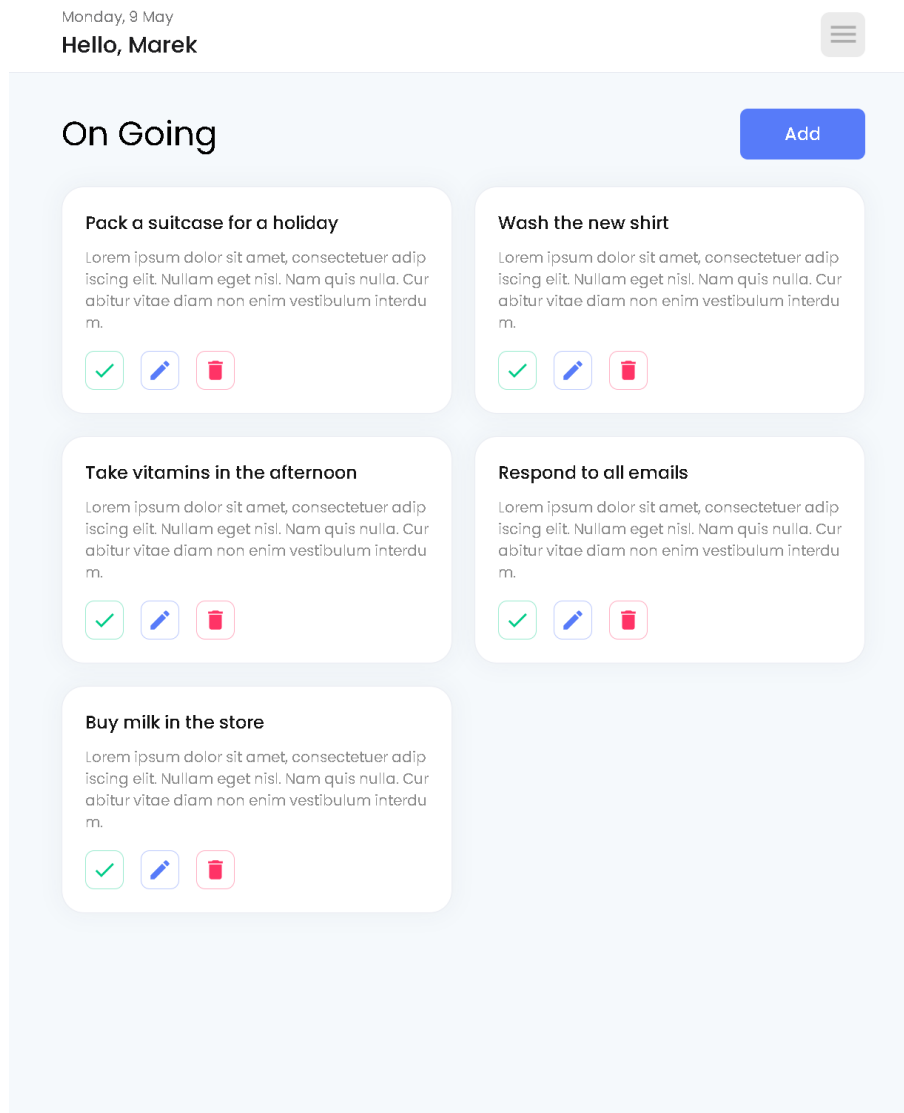 Monday, 9 May
Hello, Marek
On Going
Add
Pack a suitcase for a holiday
Lorem ipsum dolor sit amet, consectetuer adip
iscing elit. Nullam eget nisl. Nam quis nulla. Cur
abitur vitae diam non enim vestibulum interdu
m.
Wash the new shirt
Lorem ipsum dolor sit amet, consectetuer adip
iscing elit. Nullam eget nisl. Nam quis nulla. Cur
abitur vitae diam non enim vestibulum interdu
m.
Take vitamins in the afternoon
Lorem ipsum dolor sit amet, consectetuer adip
iscing elit. Nullam eget nisl. Nam quis nulla. Cur
abitur vitae diam non enim vestibulum interdu
m.
Respond to all emails
Lorem ipsum dolor sit amet, consectetuer adip
iscing elit. Nullam eget nisl. Nam quis nulla. Cur
abitur vitae diam non enim vestibulum interdu
m.
Buy milk in the store
Lorem ipsum dolor sit amet, consectetuer adip
iscing elit. Nullam eget nisl. Nam quis nulla. Cur
abitur vitae diam non enim vestibulum interdu
m.